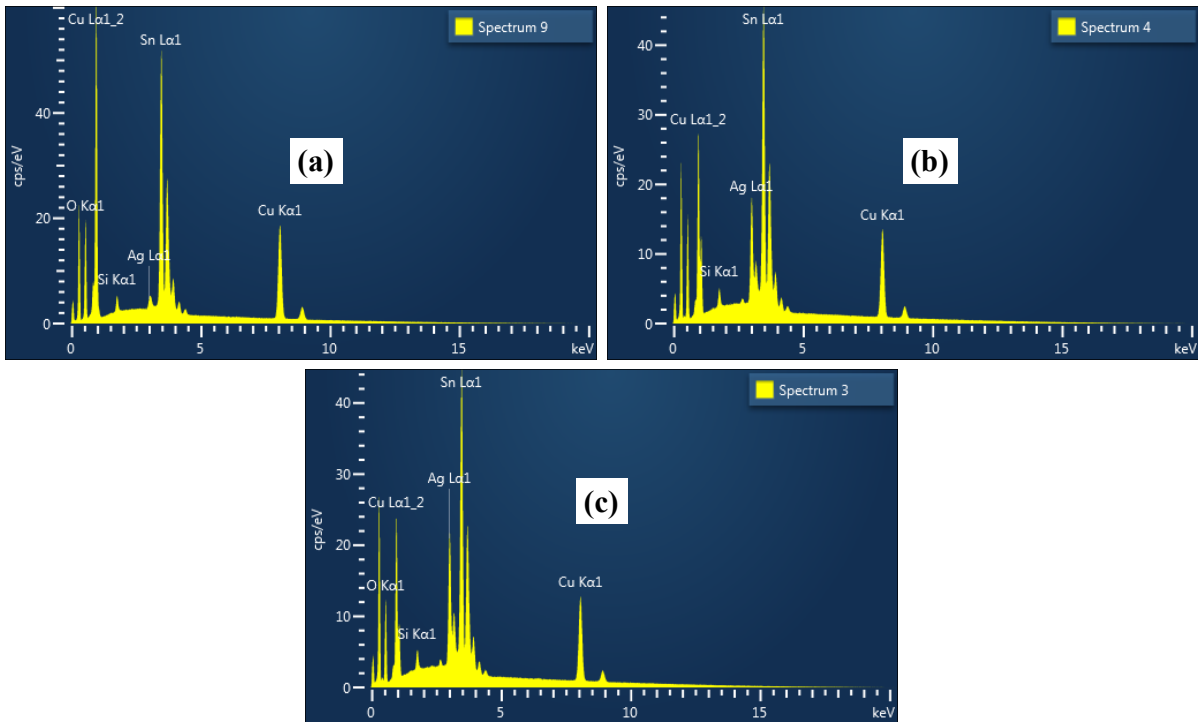 Cu Lα1_2
Spectrum 9
Sn Lα1
40
cps/eV
(a)
20
O Kα1
Cu Kα1
Ag Lα1
Si Kα1
0
0 5 10 15 keV
Sn Lα1
Spectrum 4
40
30
Cu Lα1_2
cps/eV
(b)
20
Ag Lα1
Cu Kα1
10
Si Kα1
0
0 5 10 15 keV
Sn Lα1
Spectrum 3
40
30
Ag Lα1
Cu Lα1_2
(c)
cps/eV
20
O Kα1
Cu Kα1
10
Si Kα1
0
0 5 10 15 keV